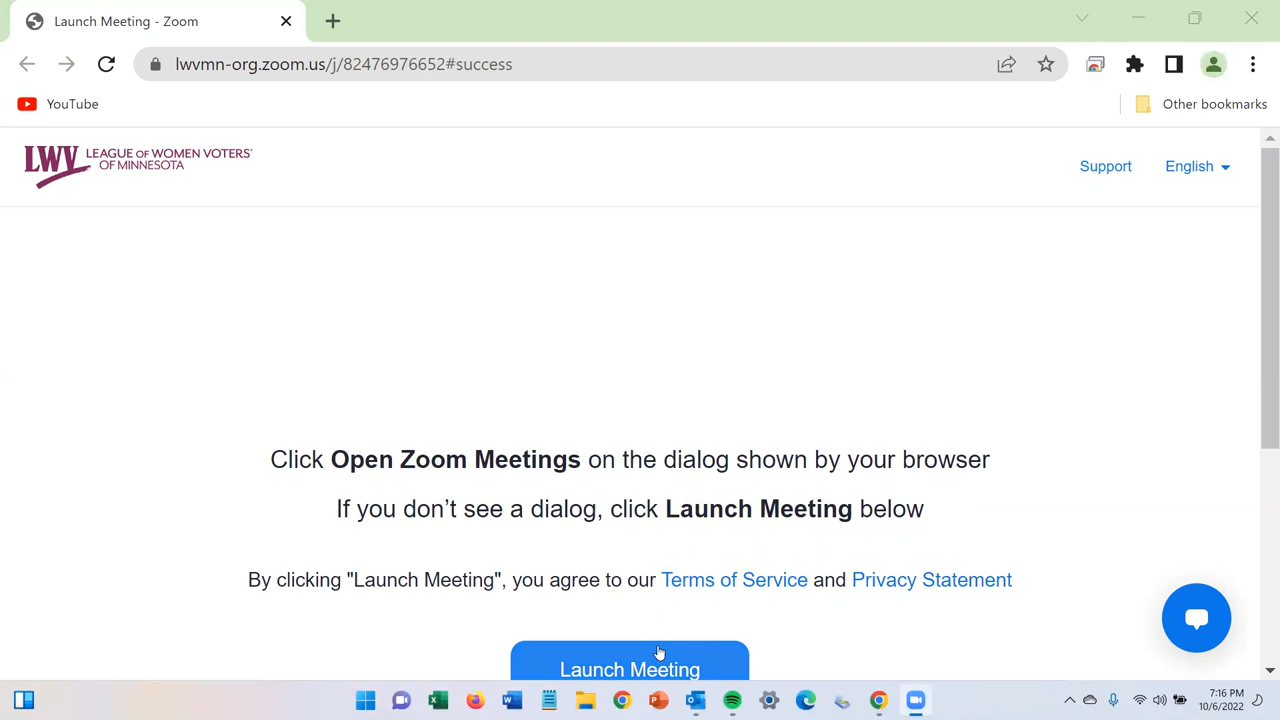 Launch Meeting - Zoom
lwvmn-org.zoom.us/j/82476976652#success
YouTube
Other bookmarks
LWV LEAGUE OF WOMEN VOTERS®
OF MINNESOTA
Support
English
Click Open Zoom Meetings on the dialog shown by your browser
If you don’t see a dialog, click Launch Meeting below
By clicking "Launch Meeting", you agree to our Terms of Service and Privacy Statement
Launch Meeting
7:16 PM
10/6/2022